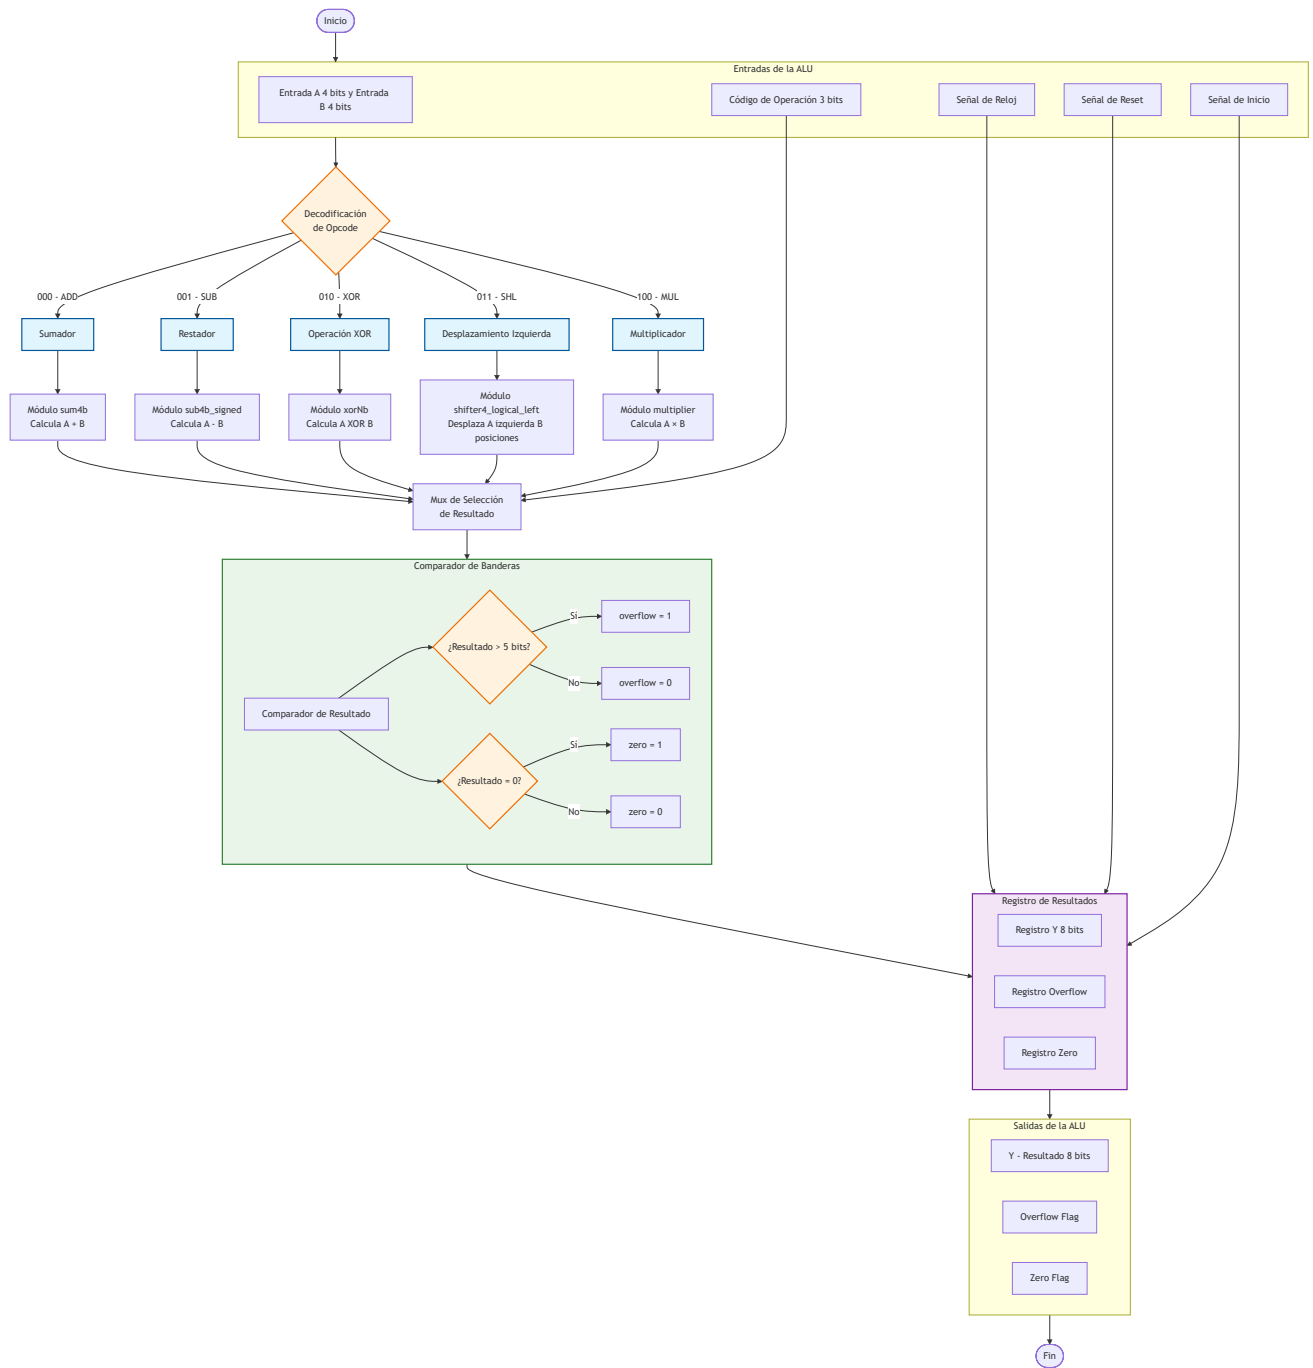 Inicio
Entradas de la ALU
Entrada A 4 bits y Entrada
B 4 bits
Código de Operación 3 bits
Señal de Reloj
Señal de Reset
Señal de Inicio
Decodificación
de Opcode
000 - ADD
001 - SUB
010 - XOR
011 - SHL
100 - MUL
Sumador
Restador
Operación XOR
Desplazamiento Izquierda
Multiplicador
Módulo sum4b
Calcula A + B
Módulo sub4b_signed
Calcula A - B
Módulo xorNb
Calcula A XOR B
Módulo
shifter4_logical_left
Desplaza A izquierda B
posiciones
Módulo multiplier
Calcula A × B
Mux de Selección
de Resultado
Comparador de Banderas
Comparador de Resultado
¿Resultado > 5 bits?
Sí
overflow = 1
No
overflow = 0
¿Resultado = 0?
Sí
zero = 1
No
zero = 0
Registro de Resultados
Registro Y 8 bits
Registro Overflow
Registro Zero
Salidas de la ALU
Y - Resultado 8 bits
Overflow Flag
Zero Flag
Fin